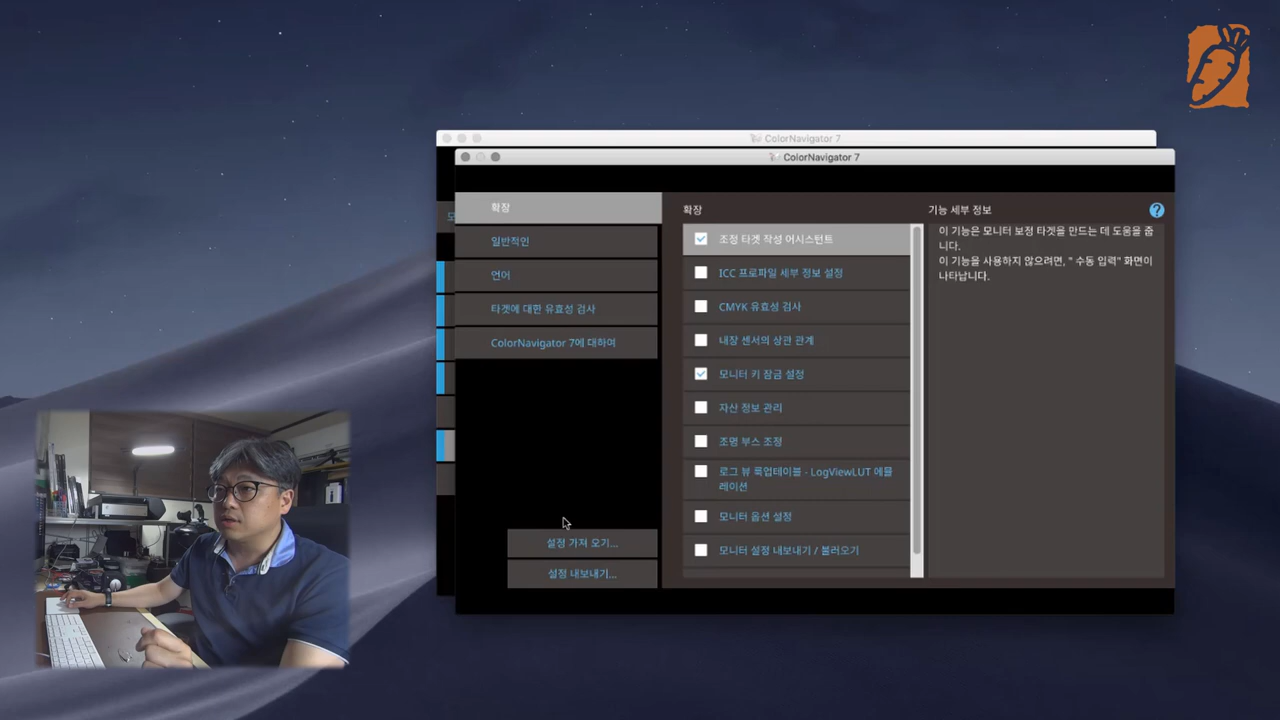 ColorNavigator 7
ColorNavigator 7
확장
일반적인
언어
타겟에 대한 유효성 검사
ColorNavigator 7에 대하여
설정 가져 오기...
설정 내보내기...
확장
조정 타겟 작성 어시스턴트
ICC 프로파일 세부 정보 설정
CMYK 유효성 검사
내장 센서의 상관 관계
모니터 키 잠금 설정
자산 정보 관리
조명 부스 조정
로그 뷰 룩업테이블 - LogViewLUT 에뮬
레이션
모니터 옵션 설정
모니터 설정 내보내기 / 불러오기
기능 세부 정보
?
이 기능은 모니터 보정 타겟을 만드는 데 도움을 줍
니다.
이 기능을 사용하지 않으려면, " 수동 입력" 화면이
나타납니다.